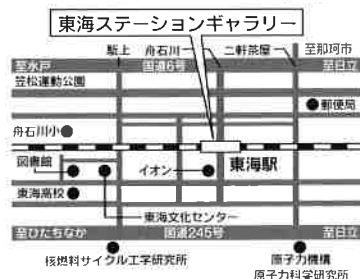 東海ステーションギャラリー
駈上 舟石川 二軒茶屋 至那珂市
至水戸 国道6号 至日立
笠松運動公園
郵便局
舟石川小
図書館 イオン 東海駅
東海高校
東海文化センター
至ひたちなか 国道245号 至日立
核燃料サイクル工学研究所 原子力機構
原子力科学研究所